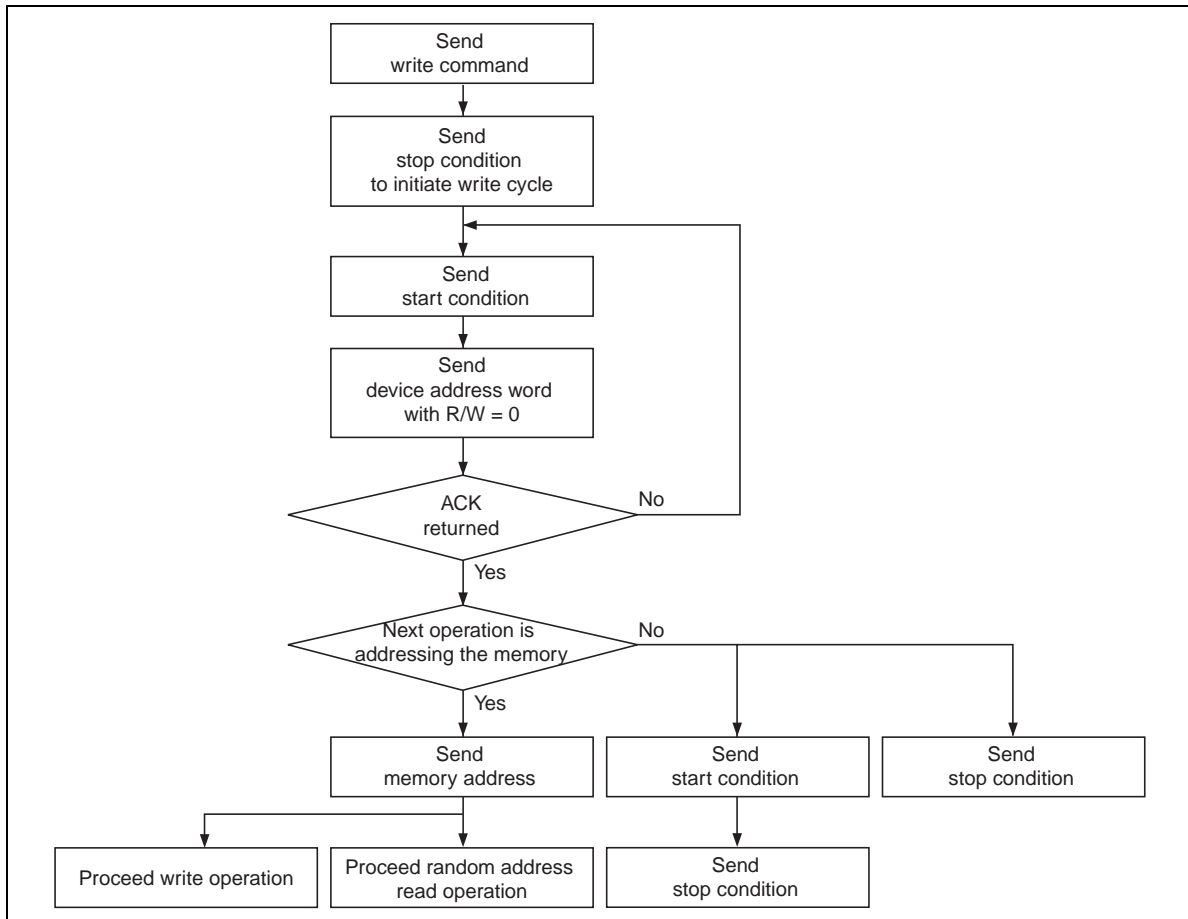 Send
write command
Send
stop condition
to initiate write cycle
Send
start condition
Send
device address word
with R/W = 0
ACK
returned
No
Yes
Next operation is
addressing the memory
No
Yes
Send
memory address
Send
start condition
Send
stop condition
Proceed write operation
Proceed random address
read operation
Send
stop condition